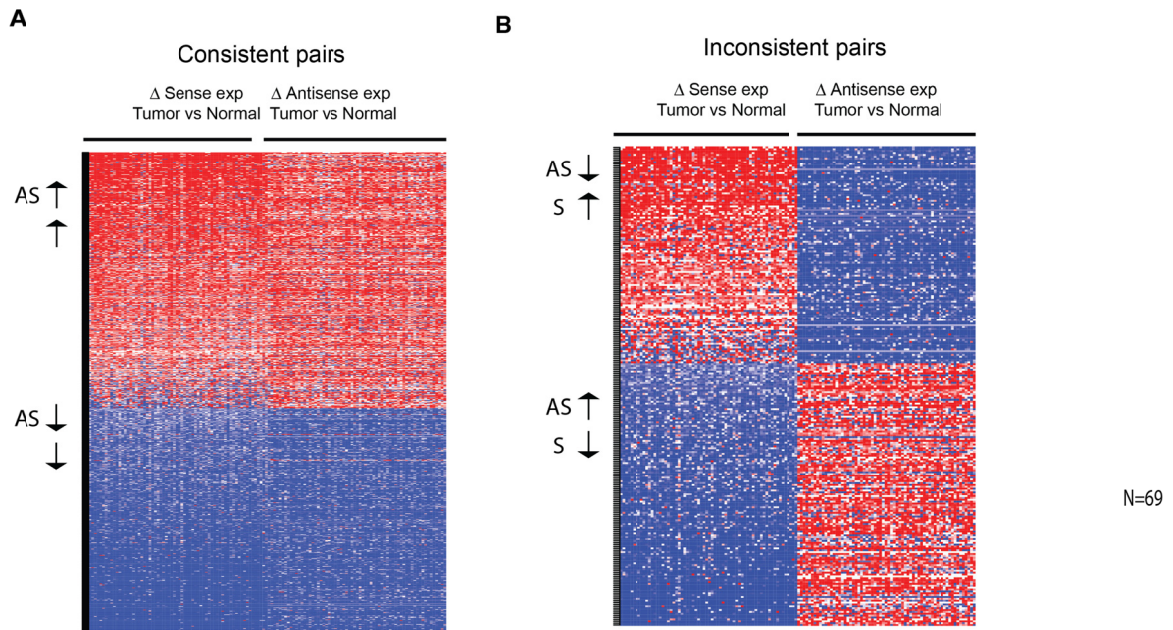 A
Consistent pairs
Δ Sense exp
Tumor vs Normal
Δ Antisense exp
Tumor vs Normal
AS ↑
↑
AS ↓
↓
B
Inconsistent pairs
Δ Sense exp
Tumor vs Normal
Δ Antisense exp
Tumor vs Normal
AS ↓
S ↑
AS ↑
S ↓
N=69